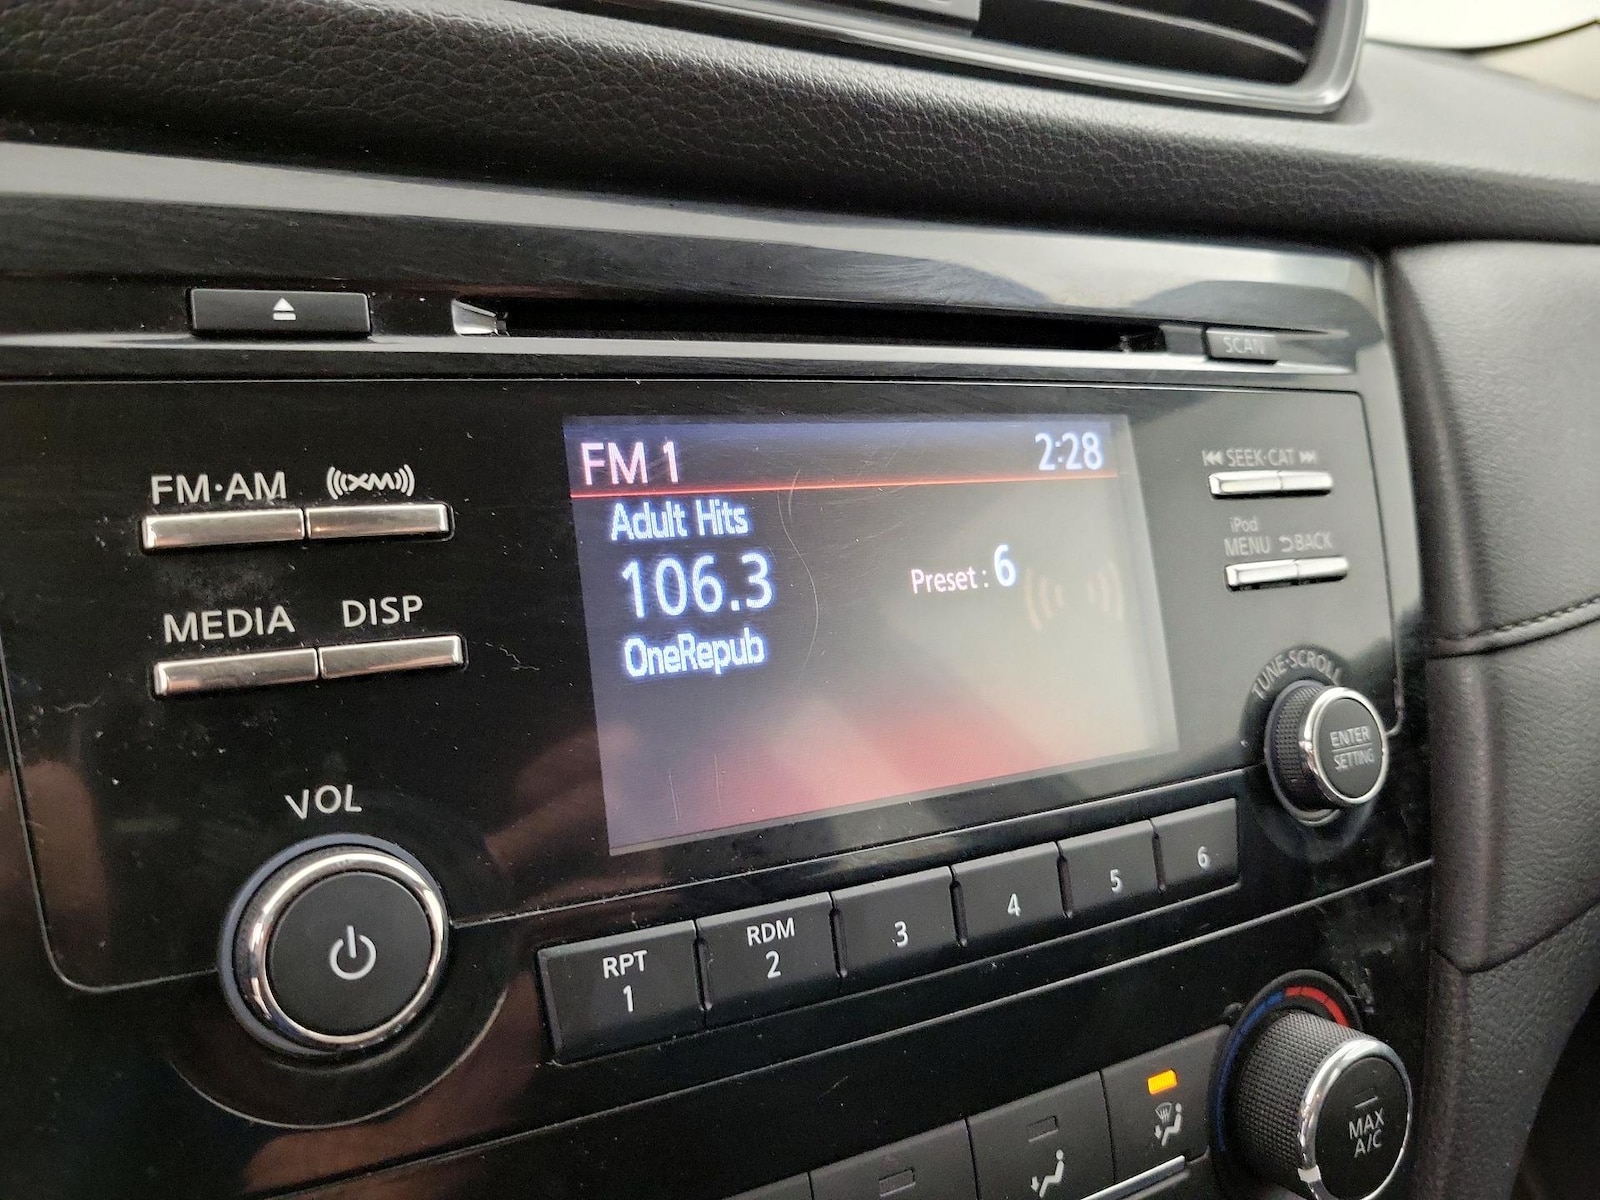 SCAN
FM·AM XM
FM 1 2:28
SEEK·CAT
Adult Hits
iPod
MENU BACK
106.3 Preset : 6
MEDIA DISP
OneRepub
TUNE·SCROLL
ENTER
SETTING
VOL
RPT
1
RDM
2
3
4
5
6
MAX
A/C